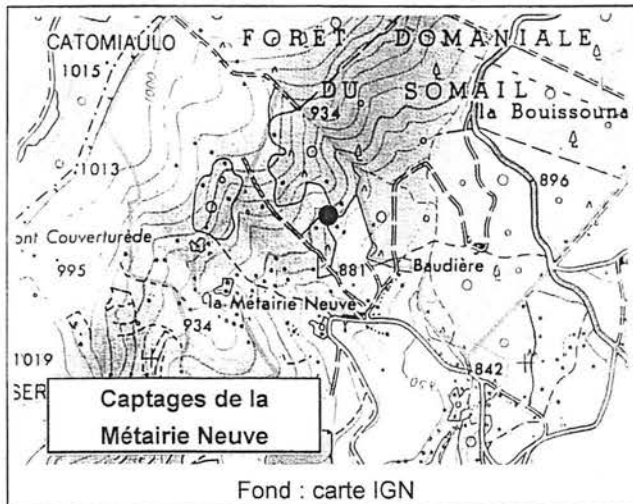 CATOMIAULO
FORÊT DOMANIALE
1015
DU SOMAIL
934
la Bouissouna
1013
896
ont Couverturède
995
881
Baudière
la Métairie Neuve
934
1019
842
SER
Captages de la
Métairie Neuve
Fond : carte IGN